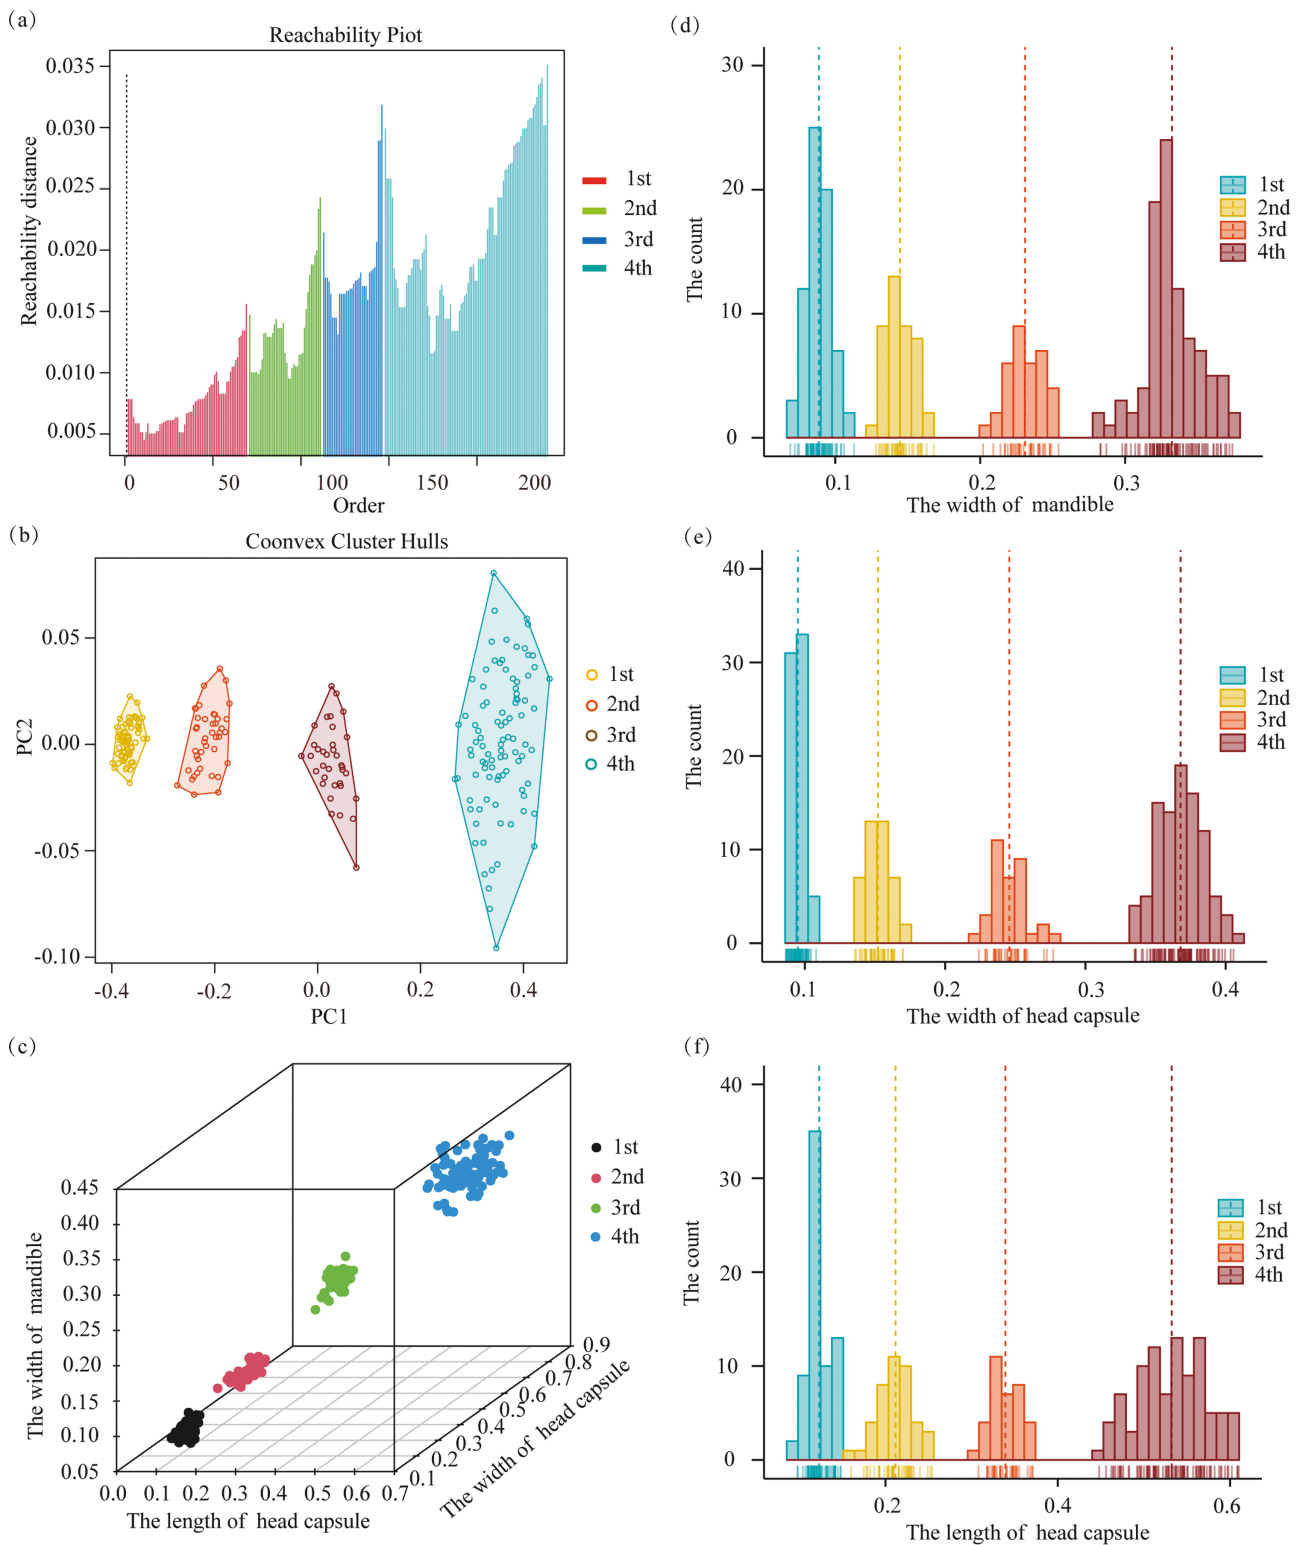 (a)
Reachability Piot
0.035
0.030
0.025
0.020
0.015
0.010
0.005
Reachability distance
0 50 100 150 200
Order
1st
2nd
3rd
4th
(b)
Coonvex Cluster Hulls
0.05
0.00
-0.05
-0.10
PC2
-0.4 -0.2 0.0 0.2 0.4
PC1
1st
2nd
3rd
4th
(c)
0.45
0.40
0.35
0.30
0.25
0.20
0.15
0.10
0.05
The width of mandible
0.0 0.1 0.2 0.3 0.4 0.5 0.6 0.7
The length of head capsule
0.1 0.2 0.3 0.4 0.5 0.6 0.7 0.8 0.9
The width of head capsule
1st
2nd
3rd
4th
(d)
30
20
10
0
The count
0.1 0.2 0.3
The width of mandible
1st
2nd
3rd
4th
(e)
40
30
20
10
0
The count
0.1 0.2 0.3 0.4
The width of head capsule
1st
2nd
3rd
4th
(f)
40
30
20
10
0
The count
0.2 0.4 0.6
The length of head capsule
1st
2nd
3rd
4th